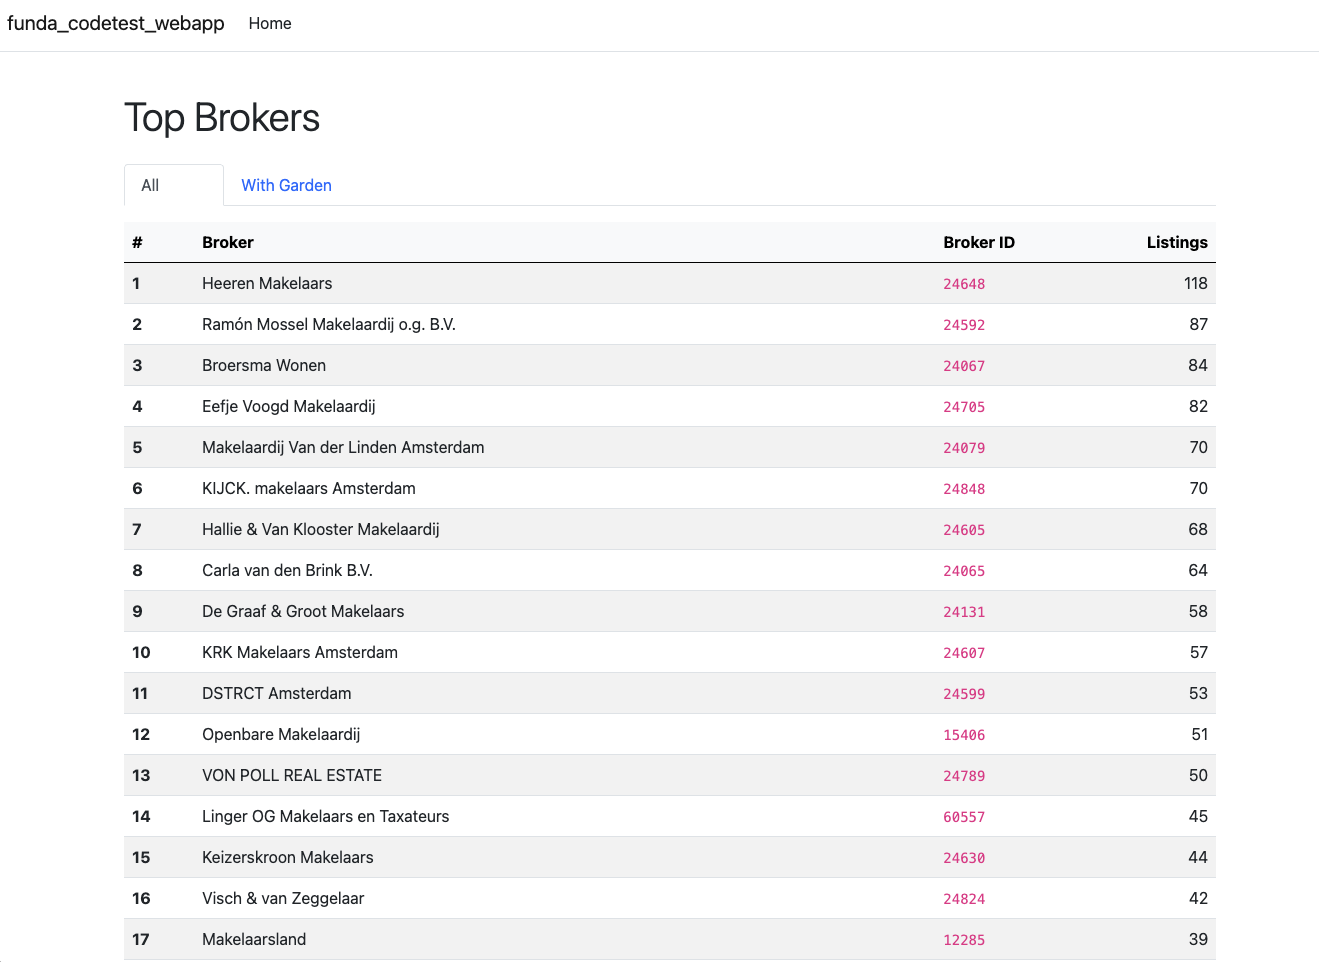 funda_codetest_webapp Home
Top Brokers
All With Garden
# Broker Broker ID Listings
1 Heeren Makelaars 24648 118
2 Ramón Mossel Makelaardij o.g. B.V. 24592 87
3 Broersma Wonen 24067 84
4 Eefje Voogd Makelaardij 24705 82
5 Makelaardij Van der Linden Amsterdam 24079 70
6 KIJCK. makelaars Amsterdam 24848 70
7 Hallie & Van Klooster Makelaardij 24605 68
8 Carla van den Brink B.V. 24065 64
9 De Graaf & Groot Makelaars 24131 58
10 KRK Makelaars Amsterdam 24607 57
11 DSTRCT Amsterdam 24599 53
12 Openbare Makelaardij 15406 51
13 VON POLL REAL ESTATE 24789 50
14 Linger OG Makelaars en Taxateurs 60557 45
15 Keizerskroon Makelaars 24630 44
16 Visch & van Zeggelaar 24824 42
17 Makelaarsland 12285 39